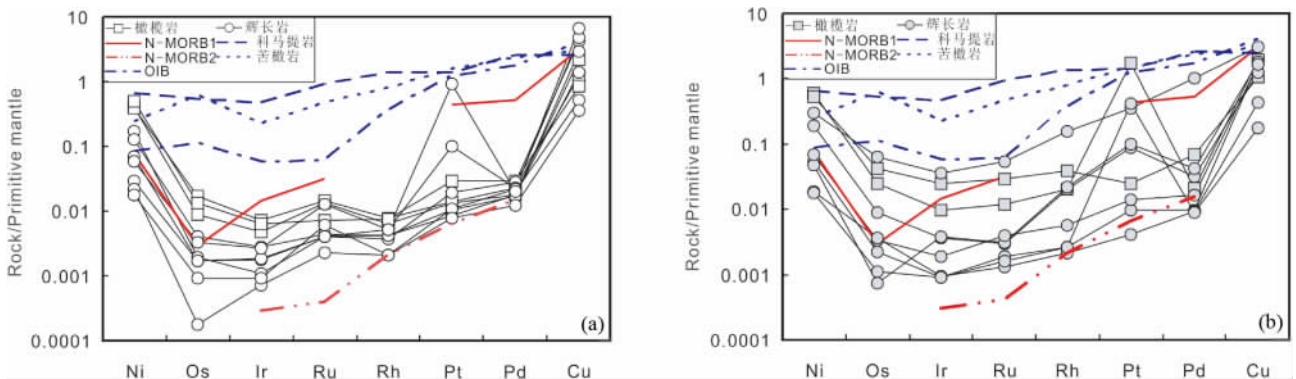 10
1
0.1
0.01
0.001
0.0001
Rock/Primitive mantle
橄榄岩 辉长岩
N-MORB1 科马提岩
N-MORB2 苦橄岩
OIB
(a)
Ni Os Ir Ru Rh Pt Pd Cu
10
1
0.1
0.01
0.001
0.0001
Rock/Primitive mantle
橄榄岩 辉长岩
N-MORB1 科马提岩
N-MORB2 苦橄岩
OIB
(b)
Ni Os Ir Ru Rh Pt Pd Cu